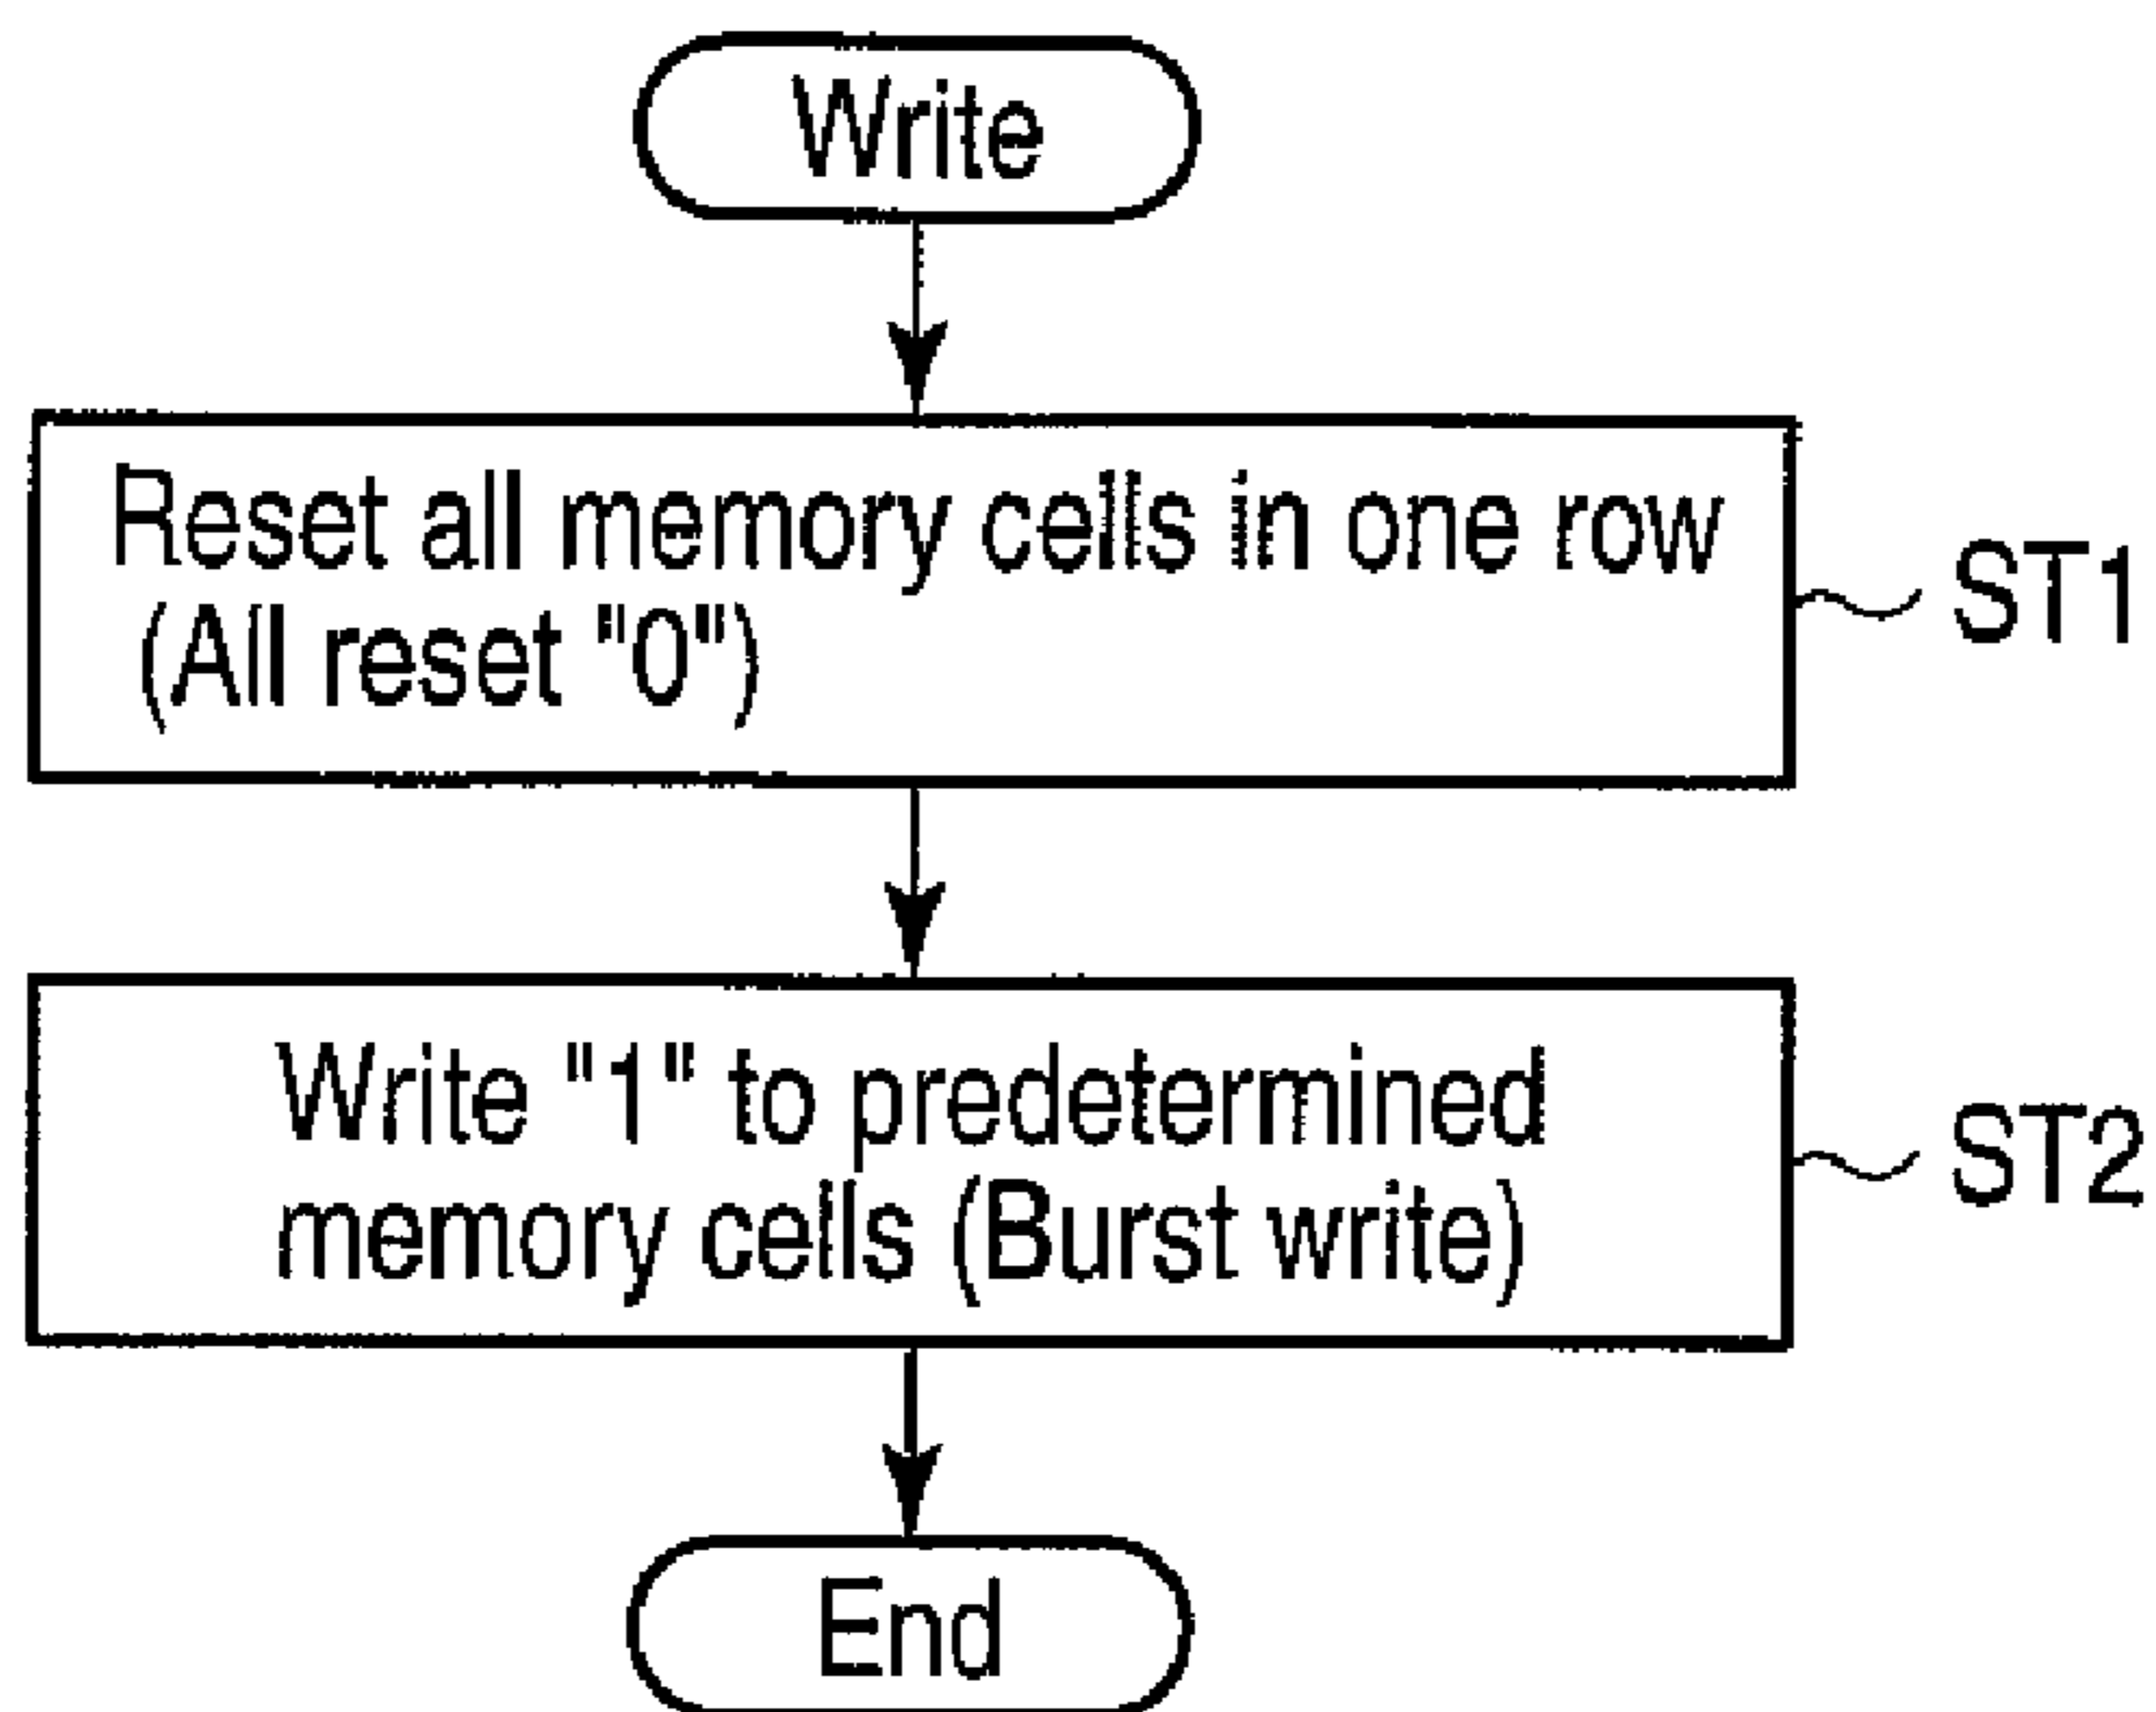 Write
Reset all memory cells in one row
(All reset "0")
ST1
Write "1" to predetermined
memory cells (Burst write)
ST2
End